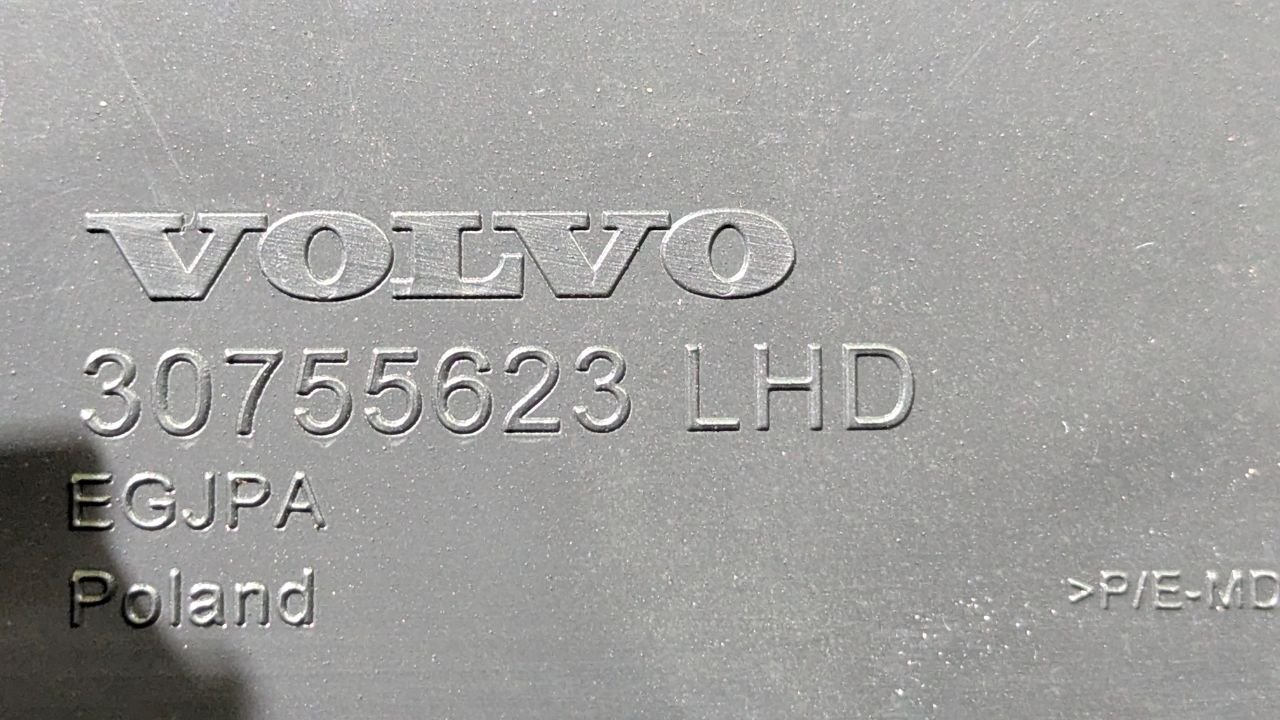 VOLVO
30755623 LHD
EGJPA
Poland
>P/E-MD